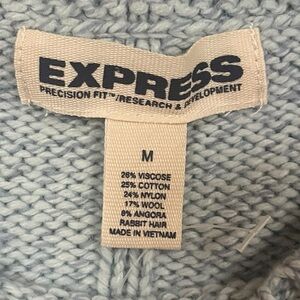 EXPRESS
PRECISION FIT™/RESEARCH & DEVELOPMENT
M
26% VISCOSE
25% COTTON
24% NYLON
17% WOOL
8% ANGORA
RABBIT HAIR
MADE IN VIETNAM